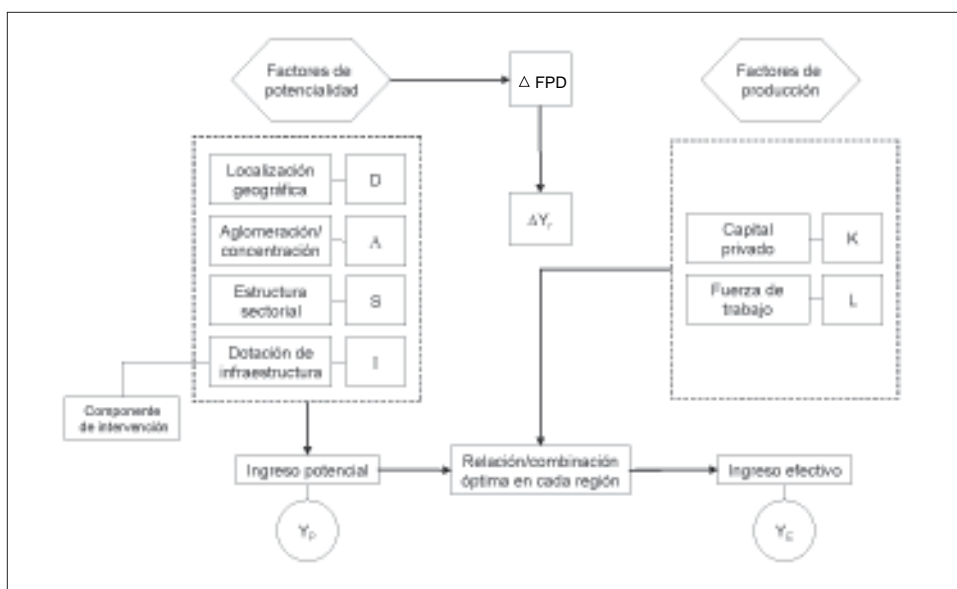 Factores de
potencialidad
△ FPD
Factores de
producción
Localización
geográfica
D
Aglomeración/
concentración
A
Estructura
sectorial
S
Dotación de
infraestructura
I
Componente
de intervención
ΔYr
Capital
privado
K
Fuerza de
trabajo
L
Ingreso potencial
Relación/combinación
óptima en cada región
Ingreso efectivo
YP
YE